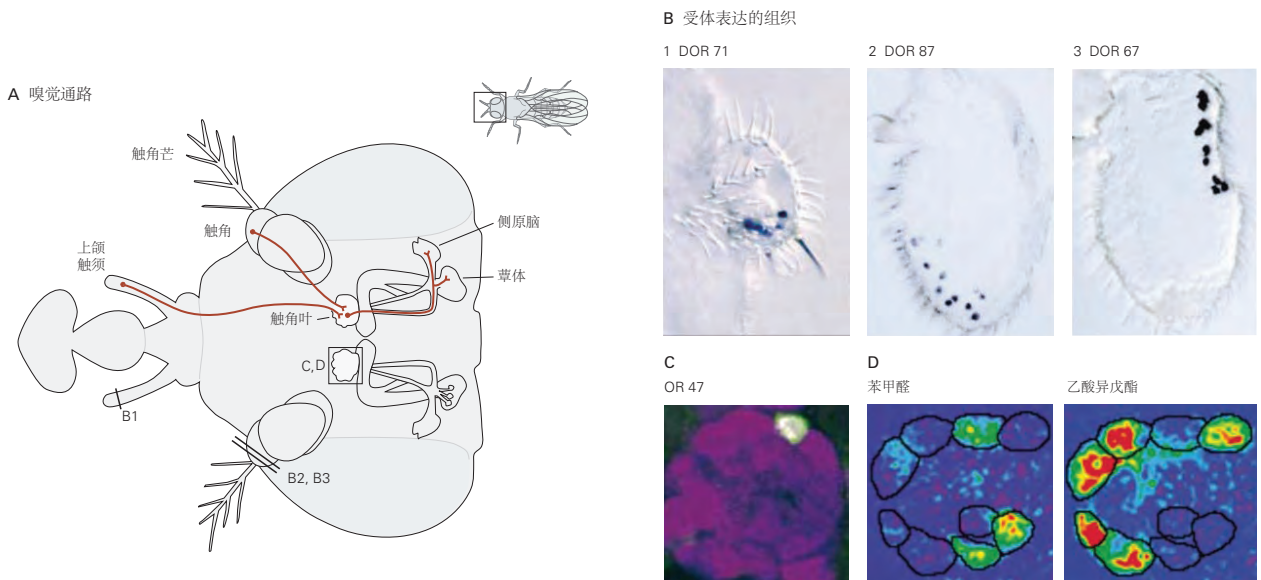 A 嗅觉通路
触角芒
触角
上颌
触须
触角叶
侧原脑
蕈体
C,D
B1
B2, B3
B 受体表达的组织
1 DOR 71
2 DOR 87
3 DOR 67
C
OR 47
D
苯甲醛
乙酸异戊酯